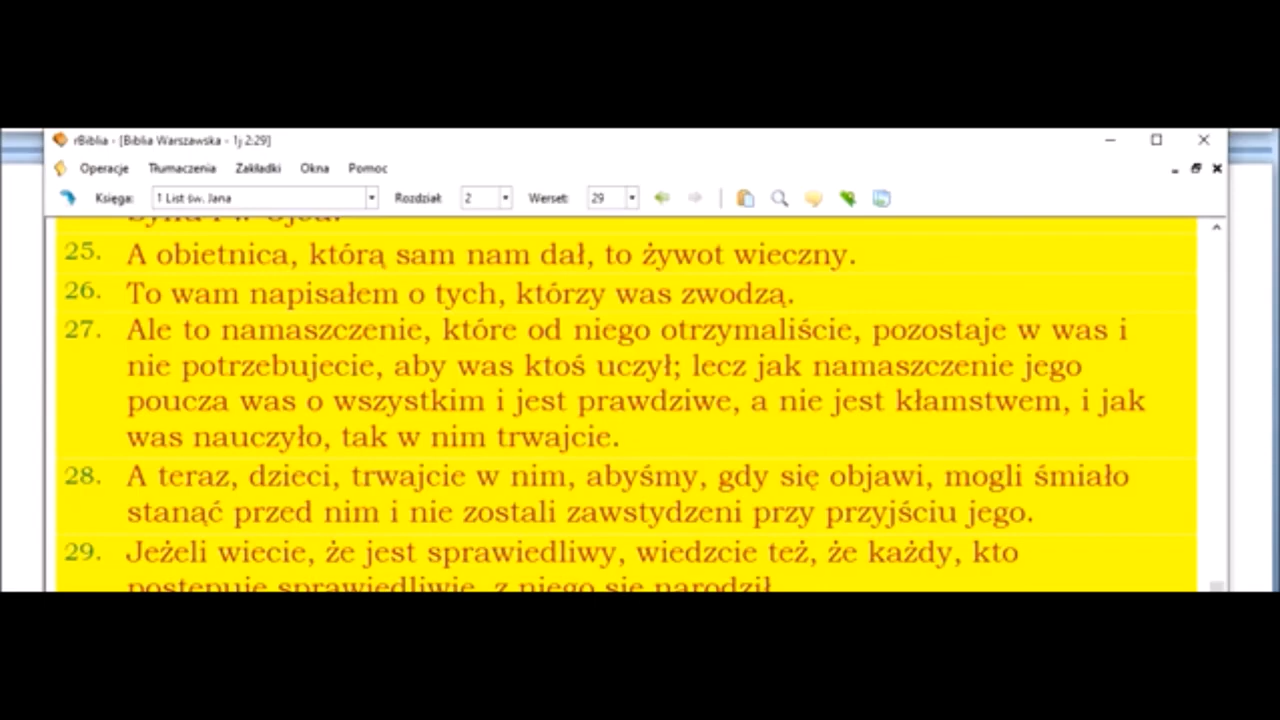 rBiblia - [Biblia Warszawska - 1j 2:29]
Operacje Tłumaczenia Zakładki Okna Pomoc
Księga: 1 List św. Jana Rozdział 2 Werset: 29
25. A obietnica, którą sam nam dał, to żywot wieczny.
26. To wam napisałem o tych, którzy was zwodzą.
27. Ale to namaszczenie, które od niego otrzymaliście, pozostaje w was i
nie potrzebujecie, aby was ktoś uczył; lecz jak namaszczenie jego
poucza was o wszystkim i jest prawdziwe, a nie jest kłamstwem, i jak
was nauczyło, tak w nim trwajcie.
28. A teraz, dzieci, trwajcie w nim, abyśmy, gdy się objawi, mogli śmiało
stanąć przed nim i nie zostali zawstydzeni przy przyjściu jego.
29. Jeżeli wiecie, że jest sprawiedliwy, wiedzcie też, że każdy, kto
postępuje sprawiedliwie, z niego się narodził